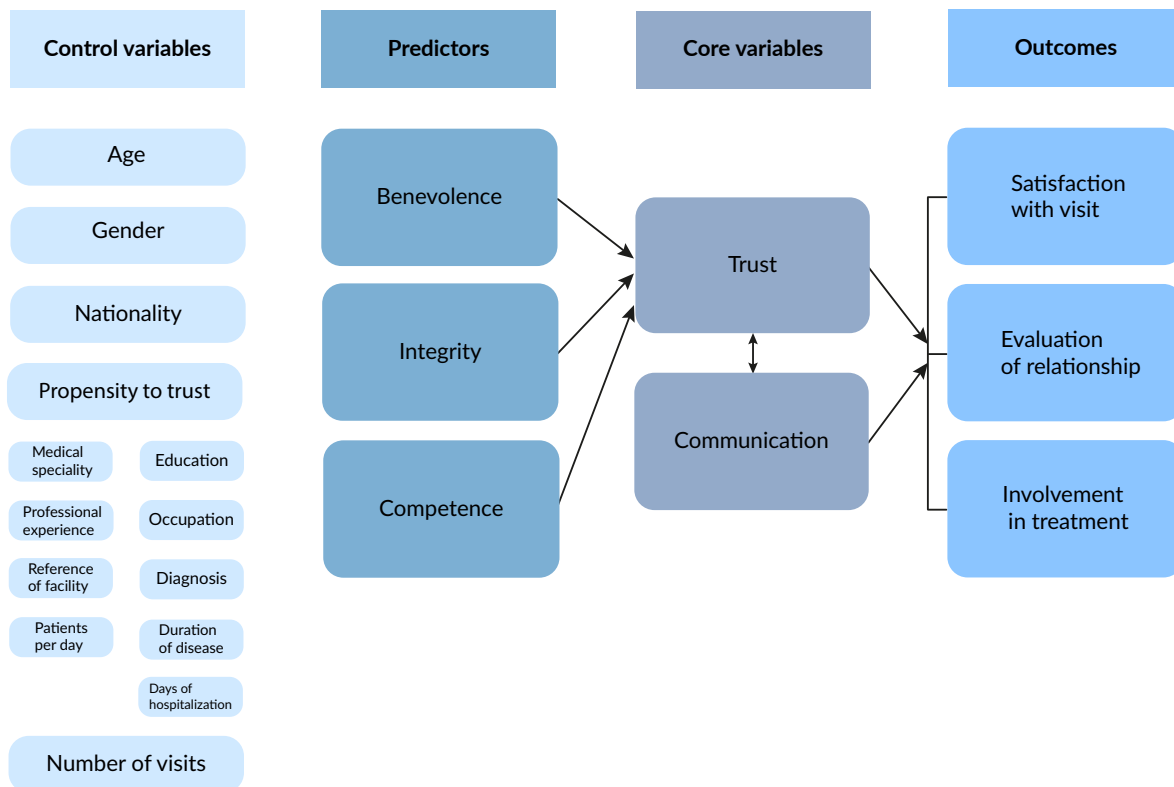 Control variables
Predictors
Core variables
Outcomes
Age
Gender
Nationality
Propensity to trust
Medical
speciality
Education
Professional
experience
Occupation
Reference
of facility
Diagnosis
Patients
per day
Duration
of disease
Days of
hospitalization
Number of visits
Benevolence
Integrity
Competence
Trust
Communication
Satisfaction
with visit
Evaluation
of relationship
Involvement
in treatment